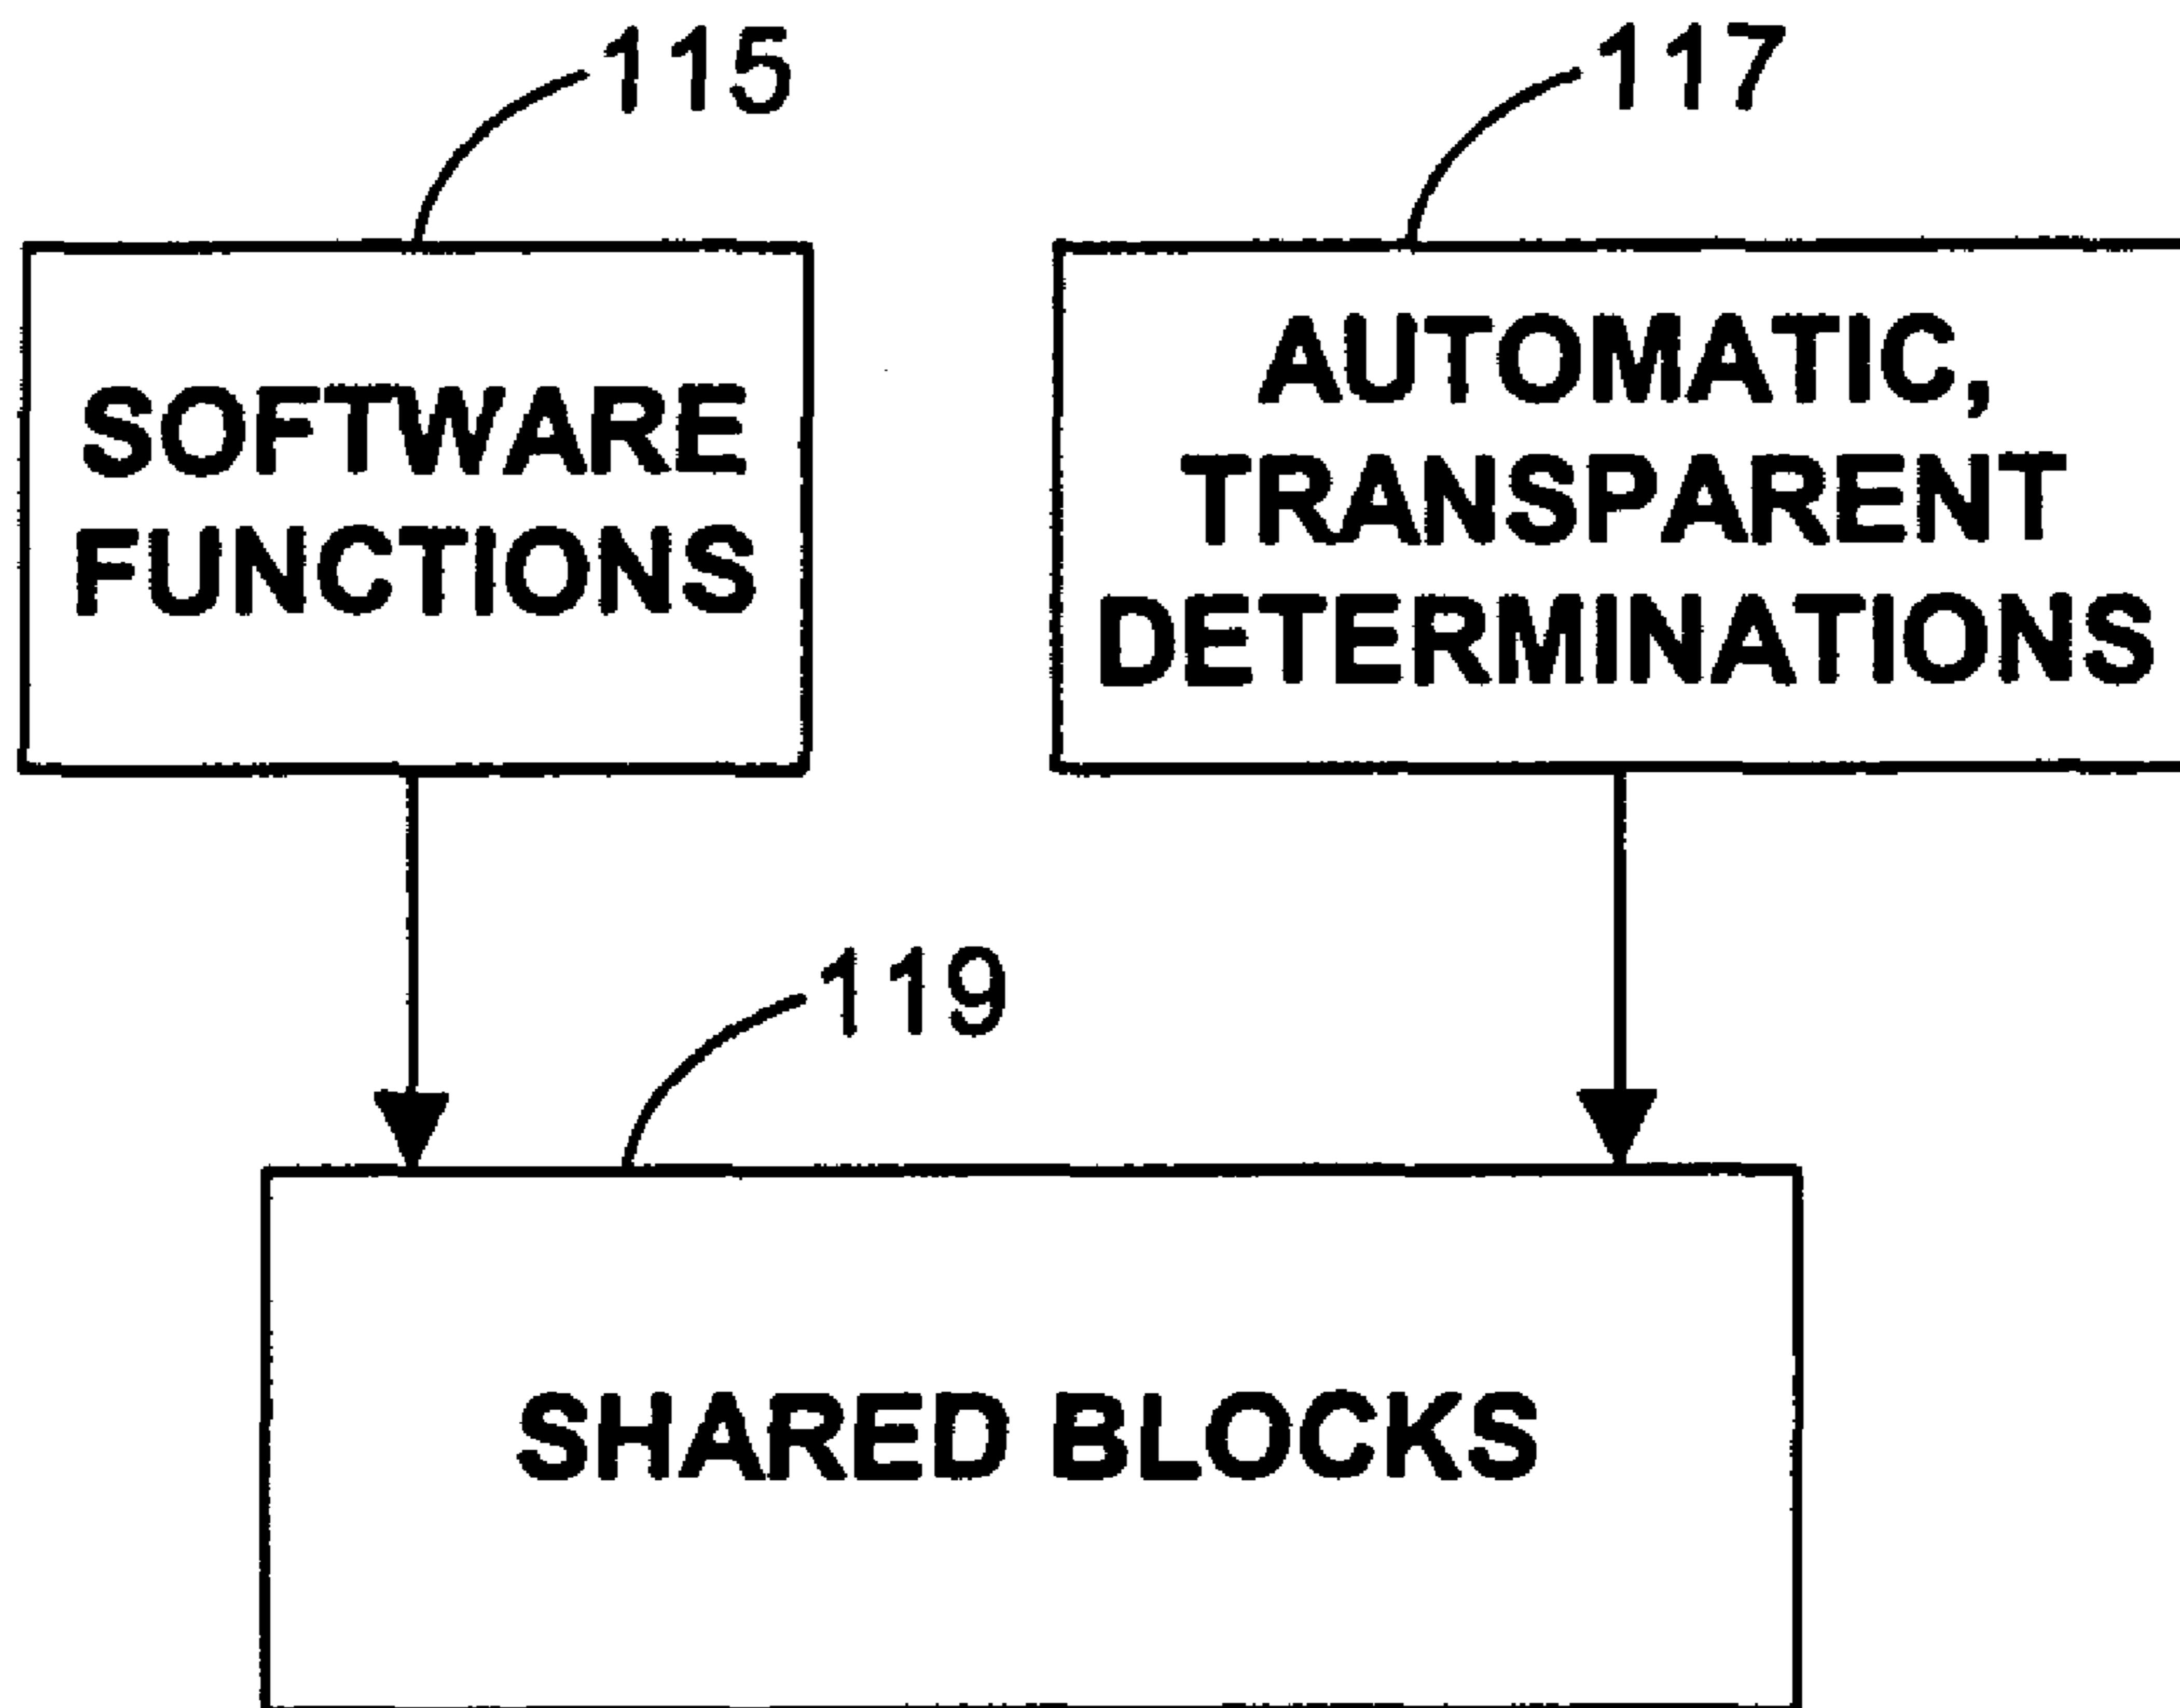 115
117
SOFTWARE
FUNCTIONS
AUTOMATIC,
TRANSPARENT
DETERMINATIONS
119
SHARED BLOCKS